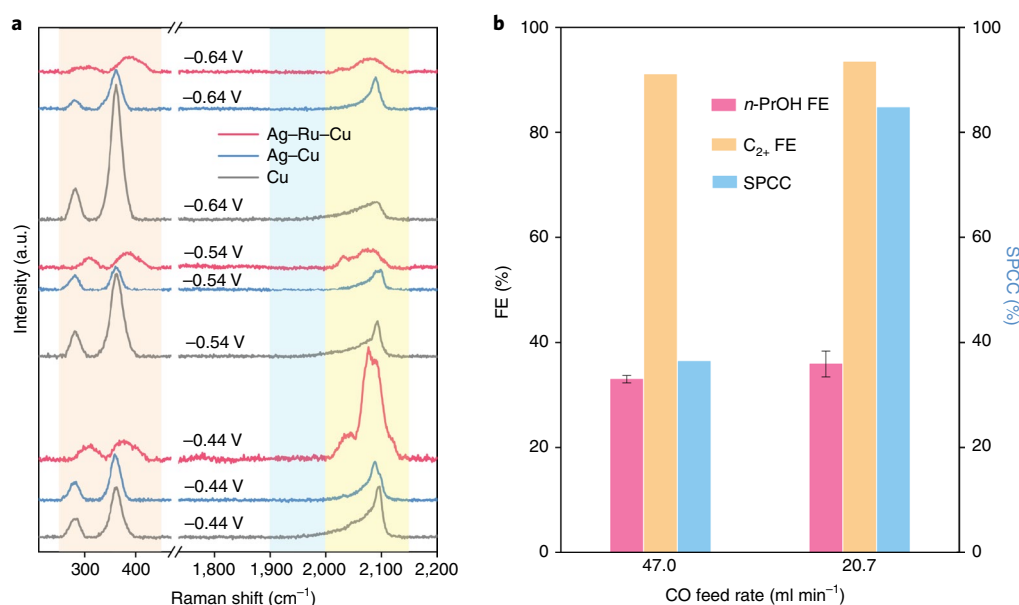 a
−0.64 V
−0.64 V
Ag–Ru–Cu
Ag–Cu
Cu
−0.64 V
−0.54 V
−0.54 V
−0.54 V
−0.44 V
−0.44 V
−0.44 V
Intensity (a.u.)
300 400 1,800 1,900 2,000 2,100 2,200
Raman shift (cm⁻¹)
b
n-PrOH FE
C₂₊ FE
SPCC
100
80
60
40
20
0
FE (%)
100
80
60
40
20
0
SPCC (%)
47.0 20.7
CO feed rate (ml min⁻¹)